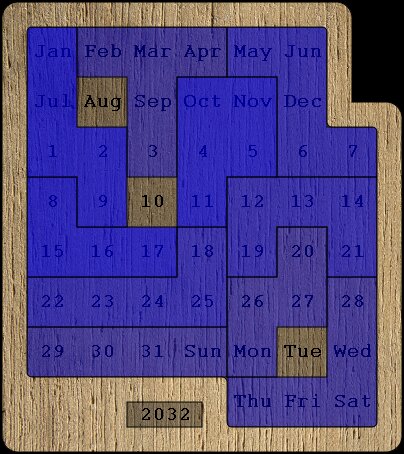 Jan Feb Mar Apr May Jun
Jul Aug Sep Oct Nov Dec
1 2 3 4 5 6 7
8 9 10 11 12 13 14
15 16 17 18 19 20 21
22 23 24 25 26 27 28
29 30 31 Sun Mon Tue Wed
Thu Fri Sat
2032